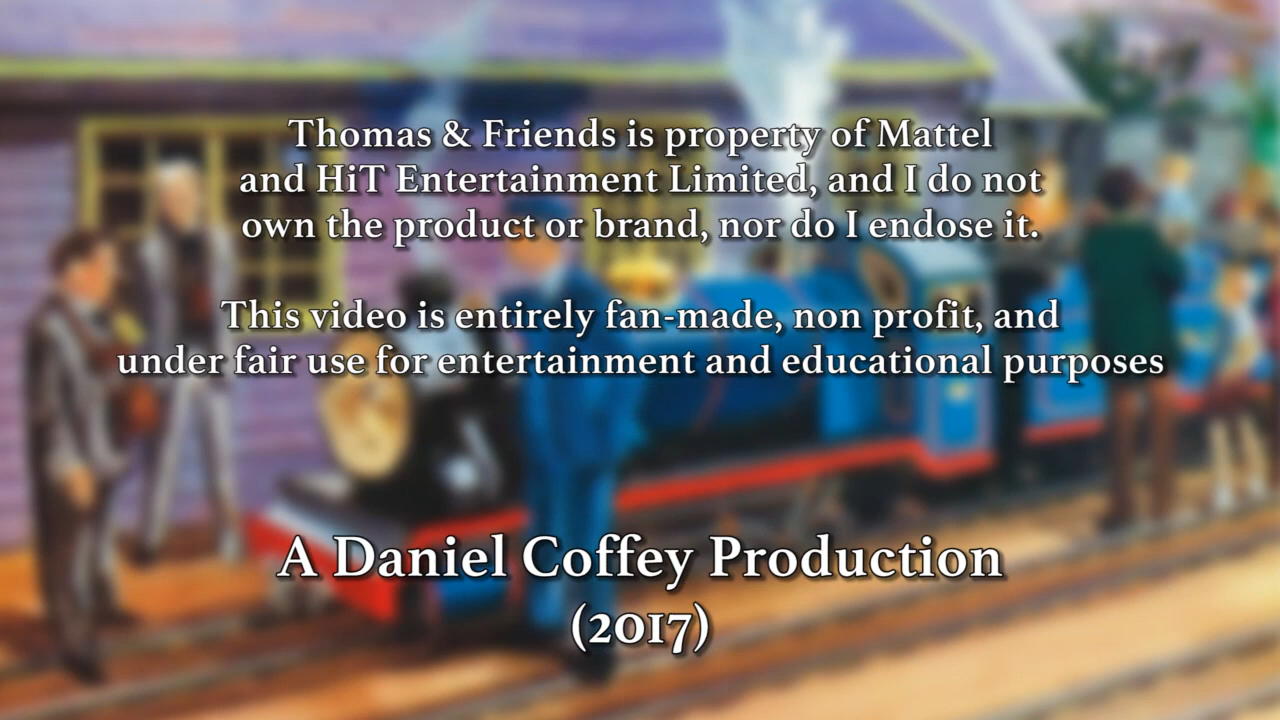 Thomas & Friends is property of Mattel
and HiT Entertainment Limited, and I do not
own the product or brand, nor do I endose it.
This video is entirely fan-made, non profit, and
under fair use for entertainment and educational purposes
A Daniel Coffey Production
(2017)